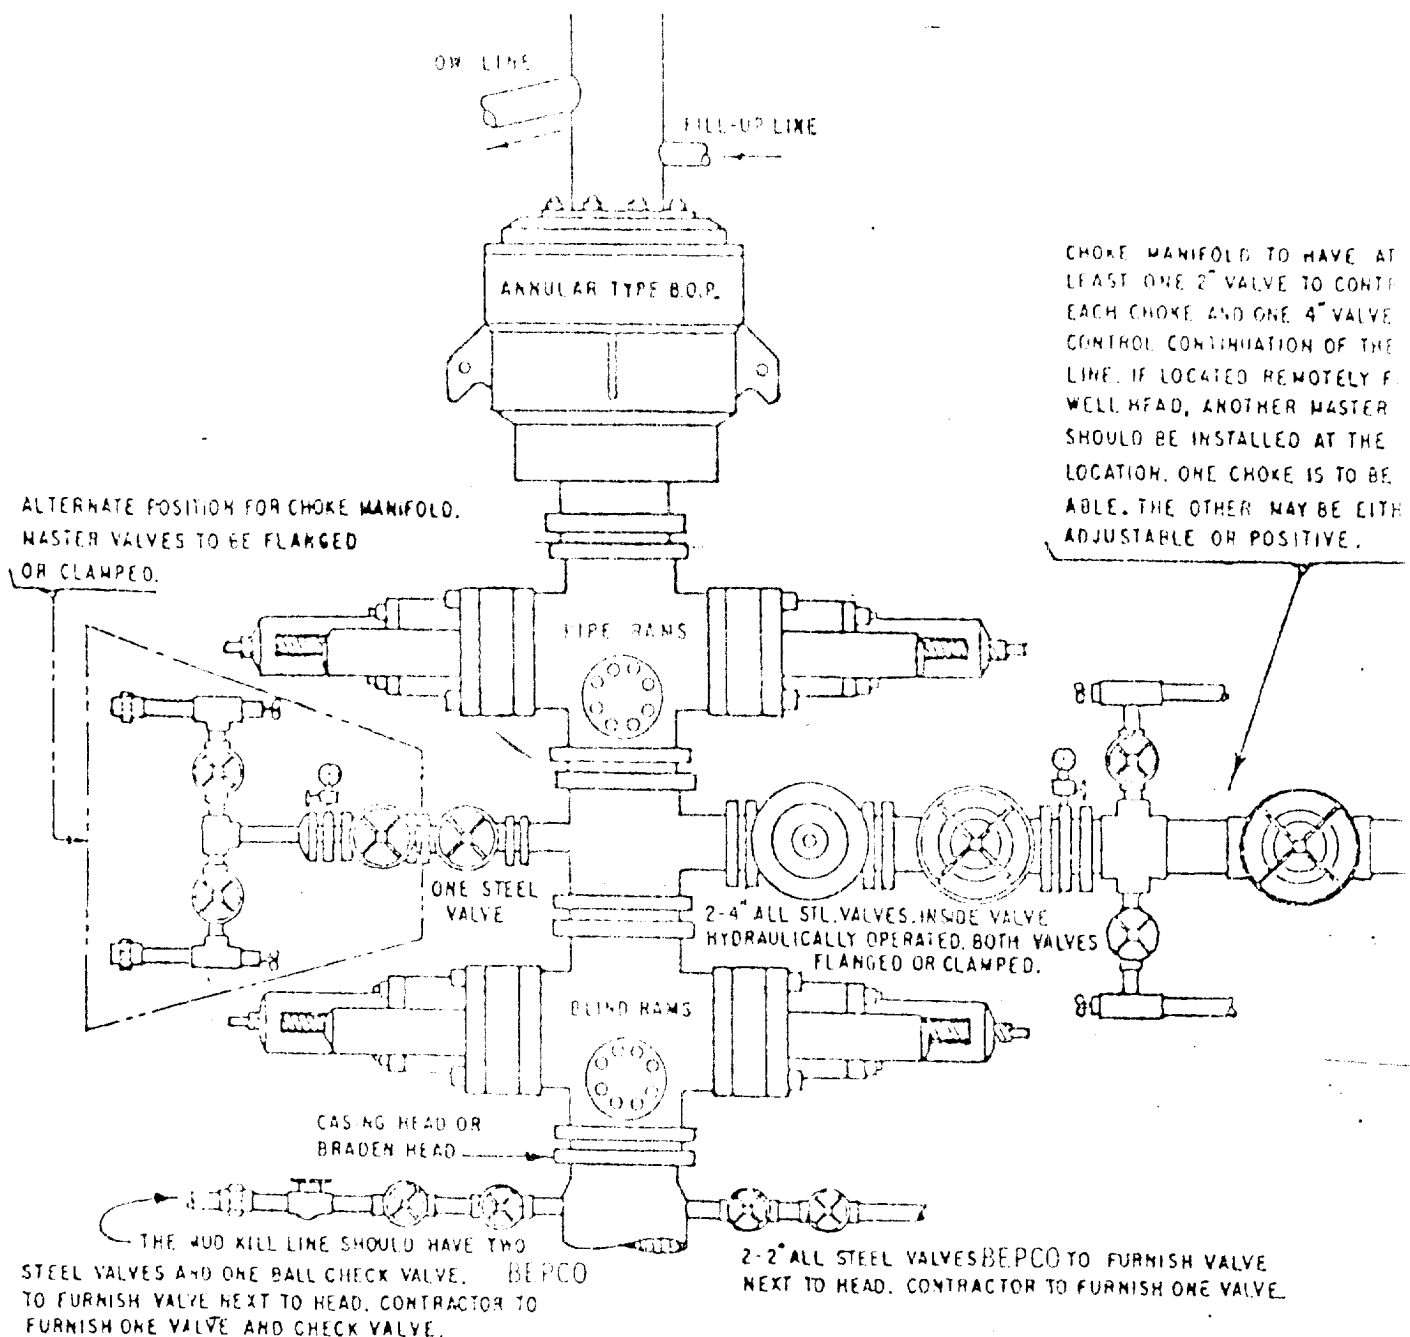 OW LINE
FILL-UP LINE
ANNULAR TYPE B.O.P.
CHOKE MANIFOLD TO HAVE AT
LEAST ONE 2" VALVE TO CONTR
EACH CHOKE AND ONE 4" VALVE
CONTROL CONTINUATION OF THE
LINE. IF LOCATED REMOTELY F
WELL HEAD, ANOTHER MASTER
SHOULD BE INSTALLED AT THE
LOCATION. ONE CHOKE IS TO BE
ABLE. THE OTHER MAY BE EITH
ADJUSTABLE OR POSITIVE.
ALTERNATE POSITION FOR CHOKE MANIFOLD.
MASTER VALVES TO BE FLANGED
OR CLAMPED.
PIPE RAMS
ONE STEEL
VALVE
2-4" ALL STL. VALVES. INSIDE VALVE
HYDRAULICALLY OPERATED. BOTH VALVES
FLANGED OR CLAMPED.
BLIND RAMS
CASING HEAD OR
BRADEN HEAD
THE MUD KILL LINE SHOULD HAVE TWO
STEEL VALVES AND ONE BALL CHECK VALVE. BEPCO
TO FURNISH VALVE NEXT TO HEAD. CONTRACTOR TO
FURNISH ONE VALVE AND CHECK VALVE.
2-2" ALL STEEL VALVES BEPCO TO FURNISH VALVE
NEXT TO HEAD. CONTRACTOR TO FURNISH ONE VALVE.